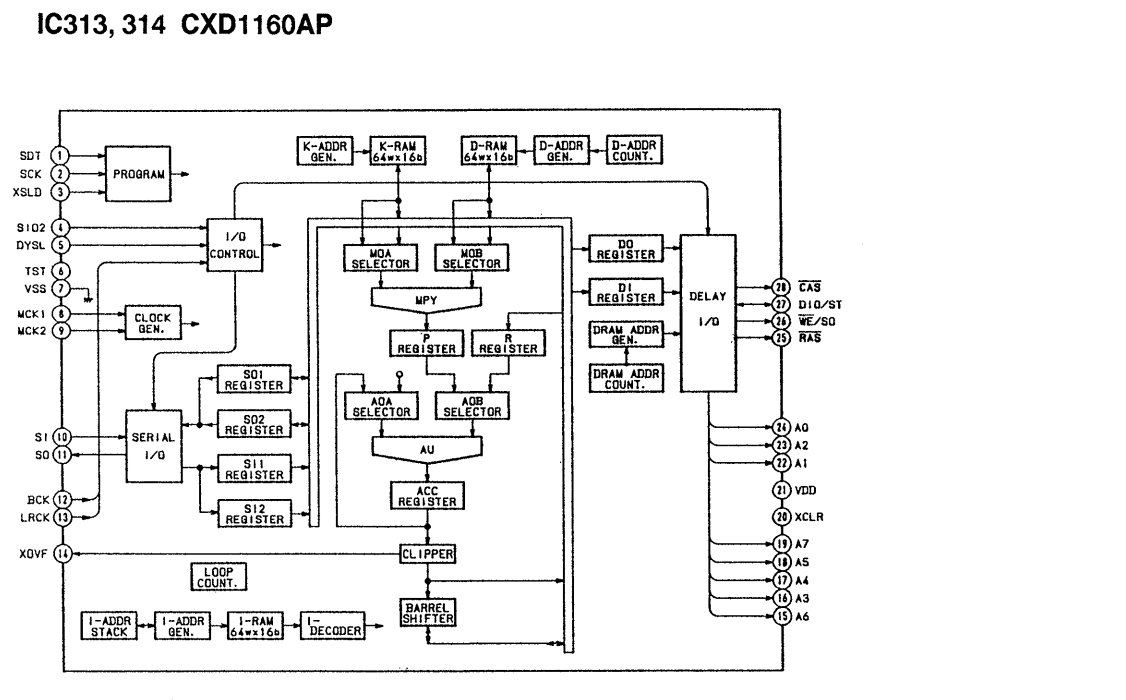 IC313, 314 CXD1160AP
K-ADDR
GEN.
K-RAM
64wx16b
D-RAM
64wx16b
D-ADDR
GEN.
D-ADDR
COUNT.
SDT 1
SCK 2
XSLD 3
PROGRAM
SIO2 4
DYSL 5
TST 6
VSS 7
MCK1 8
MCK2 9
I/O
CONTROL
CLOCK
GEN.
MOA
SELECTOR
MOB
SELECTOR
MPY
P
REGISTER
R
REGISTER
DO
REGISTER
DI
REGISTER
DRAM ADDR
GEN.
DRAM ADDR
COUNT.
DELAY
I/O
28 CAS
27 DIO/ST
26 WE/SO
25 RAS
SO1
REGISTER
SO2
REGISTER
SI1
REGISTER
SI2
REGISTER
SERIAL
I/O
SI 10
SO 11
BCK 12
LRCK 13
XOVF 14
AOA
SELECTOR
AOB
SELECTOR
AU
ACC
REGISTER
CLIPPER
BARREL
SHIFTER
LOOP
COUNT.
I-ADDR
STACK
I-ADDR
GEN.
I-RAM
64wx16b
I-
DECODER
24 A0
23 A2
22 A1
21 VDD
20 XCLR
19 A7
18 A5
17 A4
16 A3
15 A6